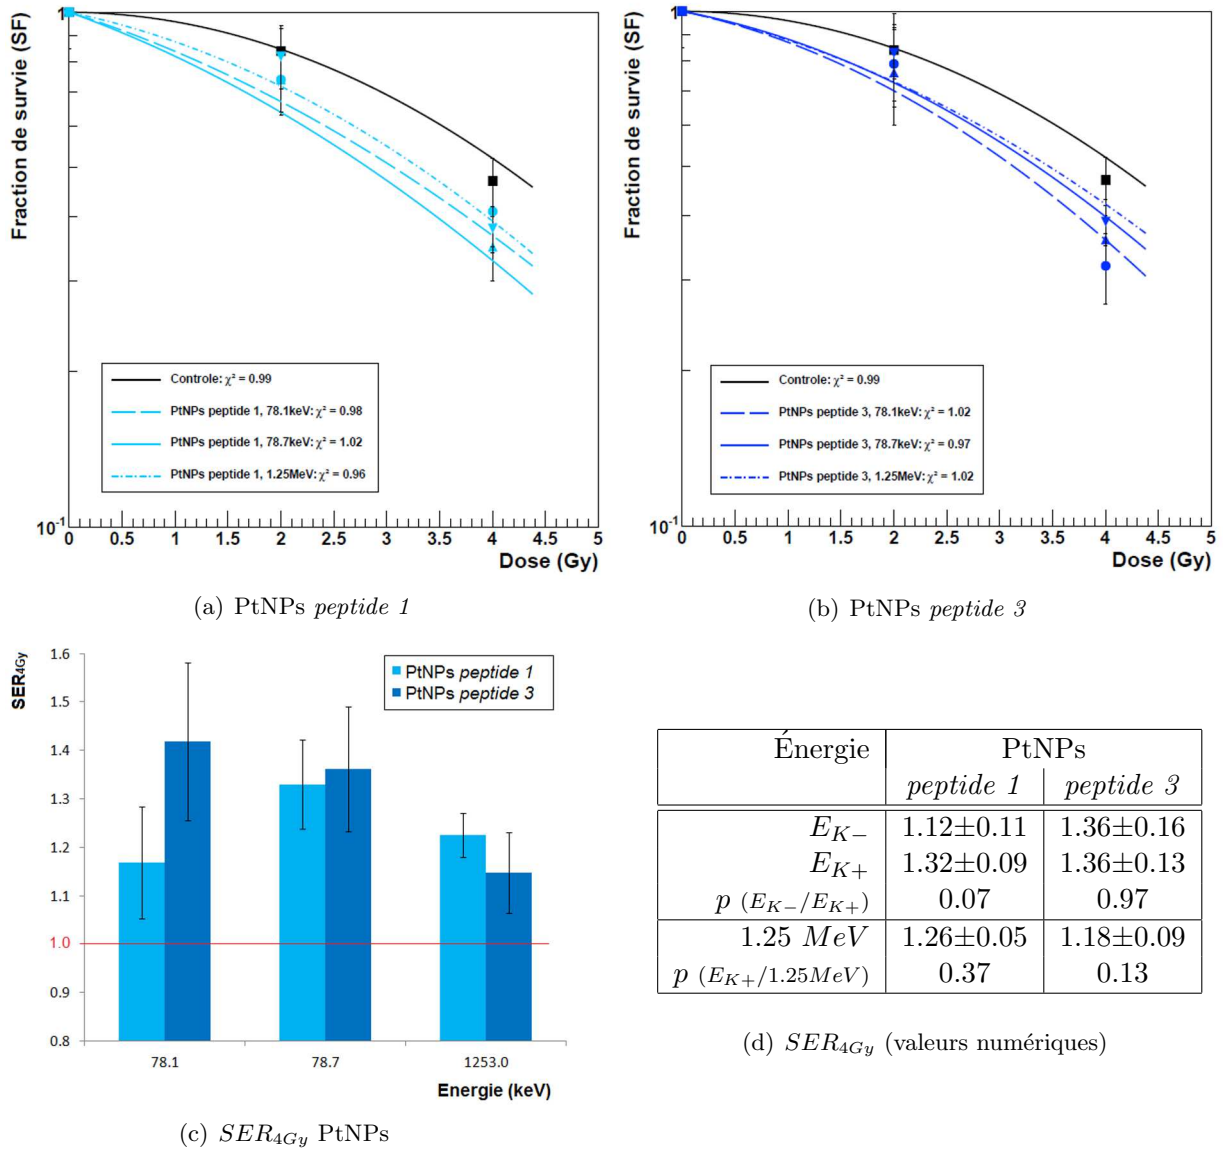 Fraction de survie (SF)
1
10⁻¹
0 0.5 1 1.5 2 2.5 3 3.5 4 4.5 5
Dose (Gy)
Controle: χ² = 0.99
PtNPs peptide 1, 78.1keV: χ² = 0.98
PtNPs peptide 1, 78.7keV: χ² = 1.02
PtNPs peptide 1, 1.25MeV: χ² = 0.96
(a) PtNPs peptide 1
Fraction de survie (SF)
1
10⁻¹
0 0.5 1 1.5 2 2.5 3 3.5 4 4.5 5
Dose (Gy)
Controle: χ² = 0.99
PtNPs peptide 3, 78.1keV: χ² = 1.02
PtNPs peptide 3, 78.7keV: χ² = 0.97
PtNPs peptide 3, 1.25MeV: χ² = 1.02
(b) PtNPs peptide 3
SER4Gy
1.6
1.5
1.4
1.3
1.2
1.1
1.0
0.9
0.8
PtNPs peptide 1
PtNPs peptide 3
78.1 78.7 1253.0
Energie (keV)
(c) SER4Gy PtNPs
Énergie PtNPs
peptide 1 peptide 3
EK− 1.12±0.11 1.36±0.16
EK+ 1.32±0.09 1.36±0.13
p (EK−/EK+) 0.07 0.97
1.25 MeV 1.26±0.05 1.18±0.09
p (EK+/1.25MeV) 0.37 0.13
(d) SER4Gy (valeurs numériques)